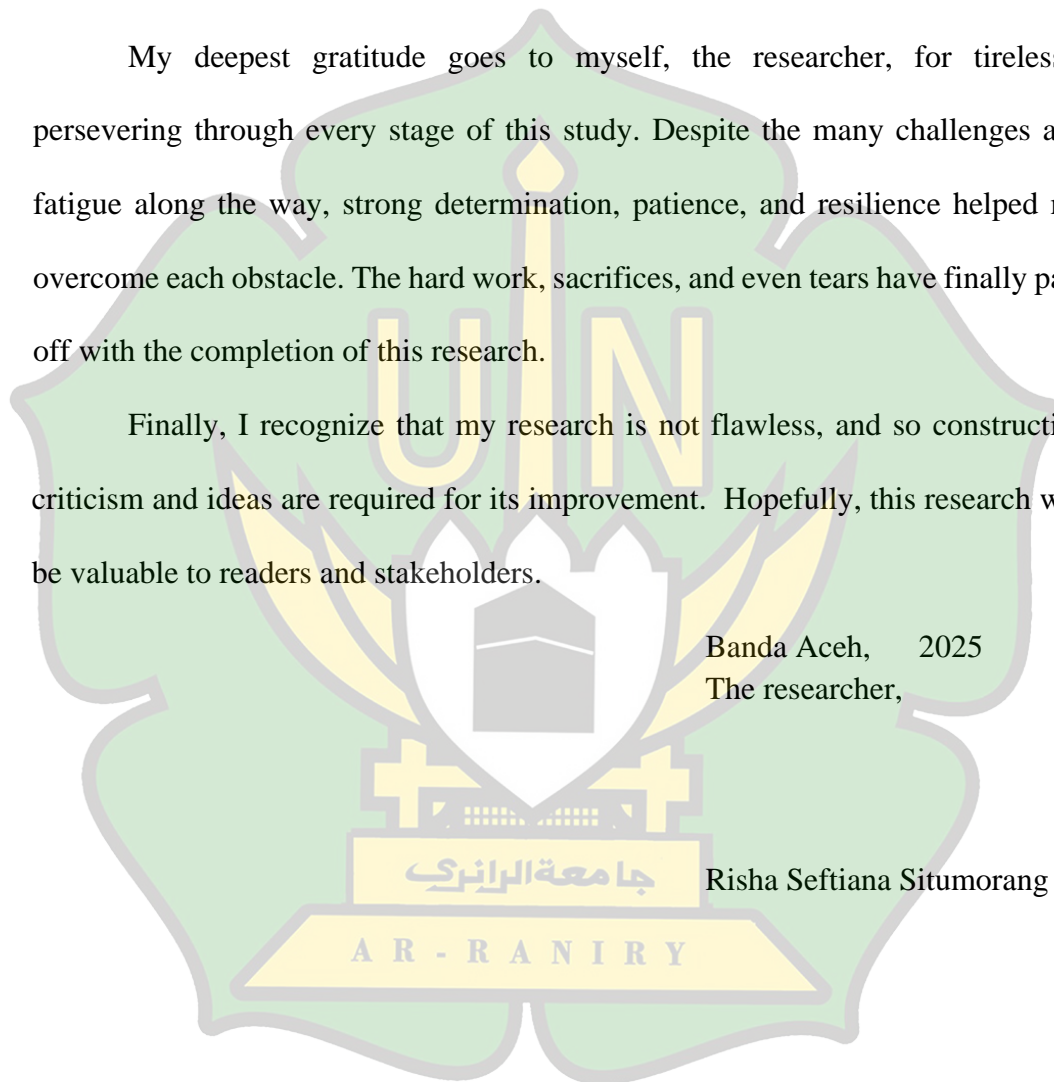 My deepest gratitude goes to myself, the researcher, for tireless
persevering through every stage of this study. Despite the many challenges a
fatigue along the way, strong determination, patience, and resilience helped
overcome each obstacle. The hard work, sacrifices, and even tears have finally pa
off with the completion of this research.
Finally, I recognize that my research is not flawless, and so constructi
criticism and ideas are required for its improvement. Hopefully, this research w
be valuable to readers and stakeholders.
UIN
Banda Aceh, 2025
The researcher,
جامعة الرانري
Risha Seftiana Situmorang
AR-RANIRY